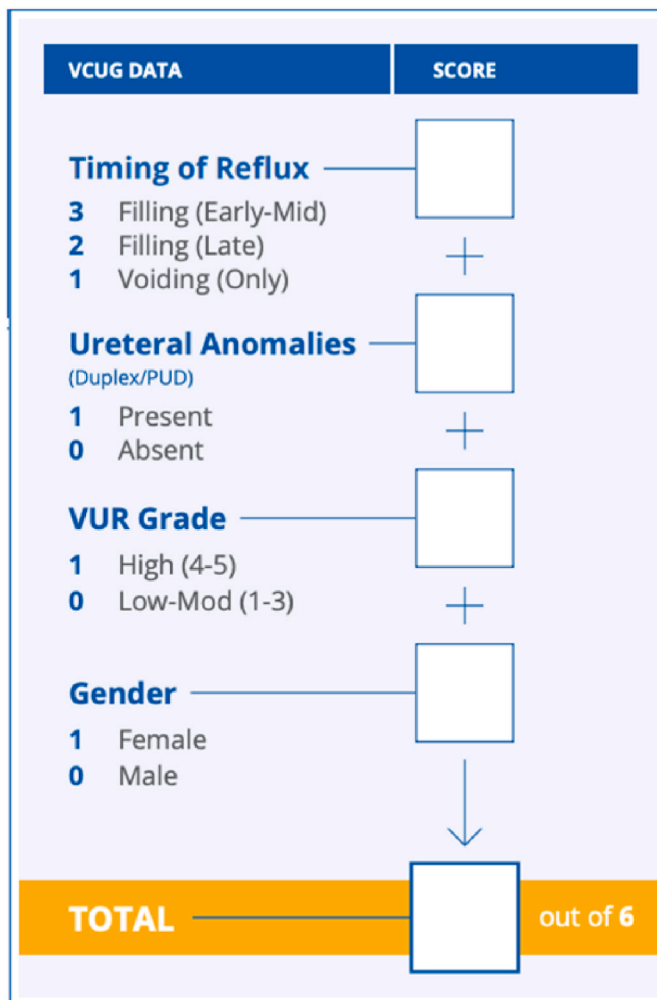 VCUG DATA SCORE
Timing of Reflux
3 Filling (Early-Mid)
2 Filling (Late)
1 Voiding (Only)
+
Ureteral Anomalies
(Duplex/PUD)
1 Present
0 Absent
+
VUR Grade
1 High (4-5)
0 Low-Mod (1-3)
+
Gender
1 Female
0 Male
TOTAL out of 6